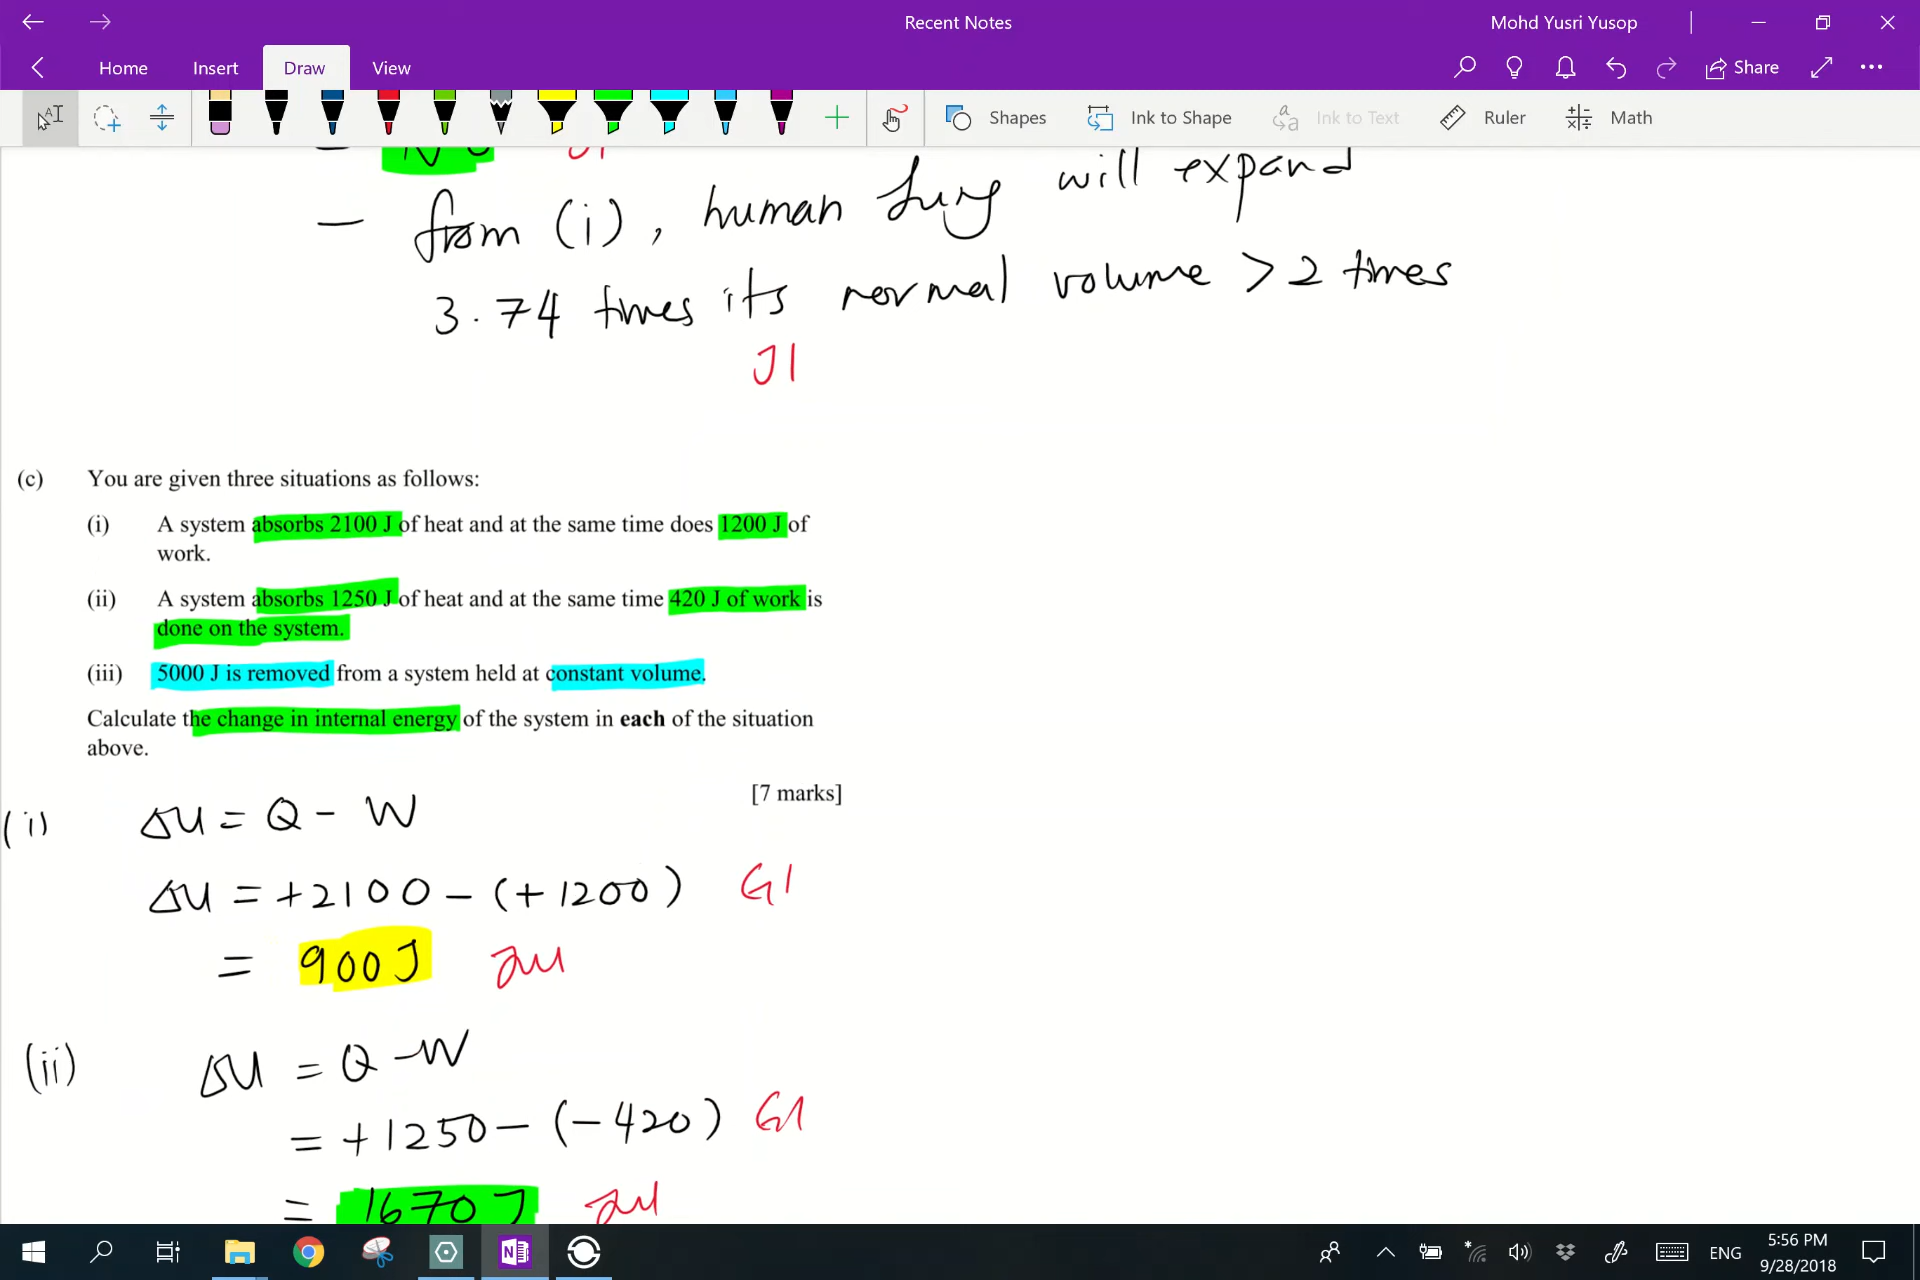 Recent Notes
Mohd Yusri Yusop
Home Insert Draw View
Share
Shapes Ink to Shape Ink to Text Ruler Math
- from (i), human lung will expand
3.74 times its normal volume > 2 times
J1
(c) You are given three situations as follows:
(i) A system absorbs 2100 J of heat and at the same time does 1200 J of
work.
(ii) A system absorbs 1250 J of heat and at the same time 420 J of work is
done on the system.
(iii) 5000 J is removed from a system held at constant volume.
Calculate the change in internal energy of the system in each of the situation
above.
[7 marks]
(i) ΔU = Q - W
ΔU = +2100 - (+1200) G1
= 900J JU1
(ii) ΔU = Q - W
= +1250 - (-420) G1
= 1670 J JU1
ENG
5:56 PM
9/28/2018